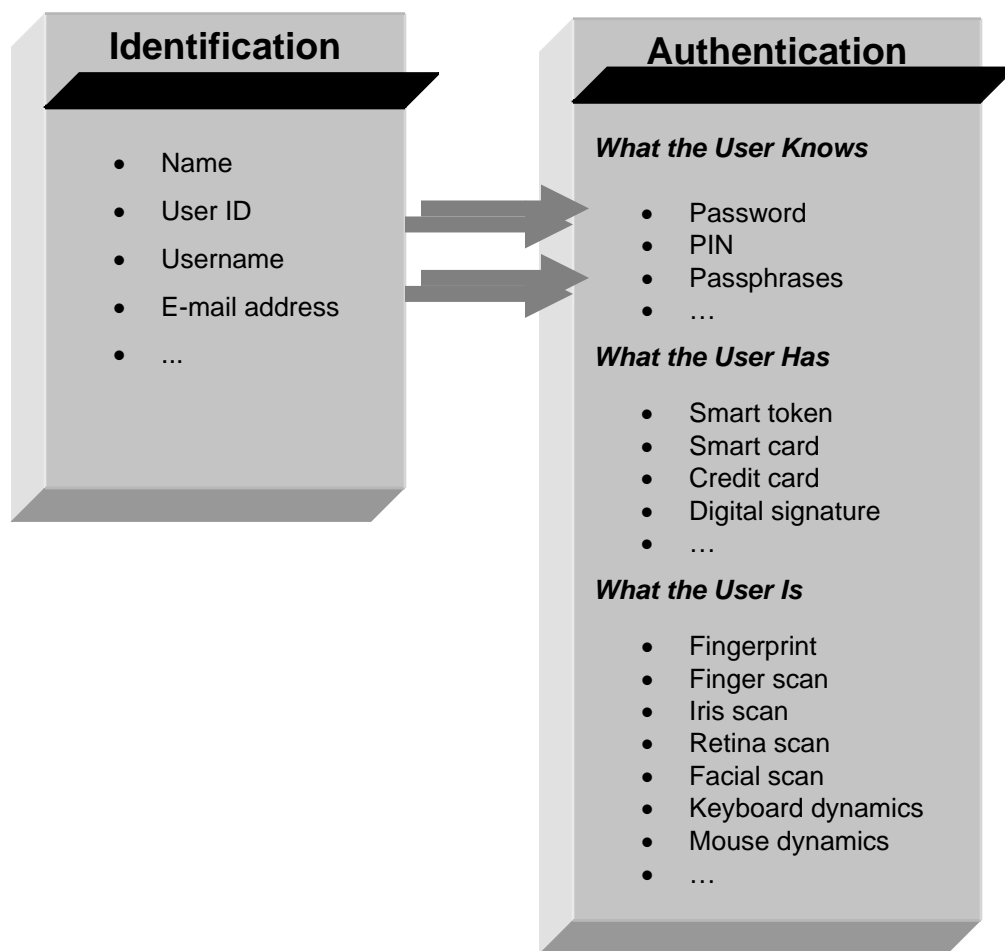 Identification
• Name
• User ID
• Username
• E-mail address
• ...
Authentication
What the User Knows
• Password
• PIN
• Passphrases
• …
What the User Has
• Smart token
• Smart card
• Credit card
• Digital signature
• …
What the User Is
• Fingerprint
• Finger scan
• Iris scan
• Retina scan
• Facial scan
• Keyboard dynamics
• Mouse dynamics
• …